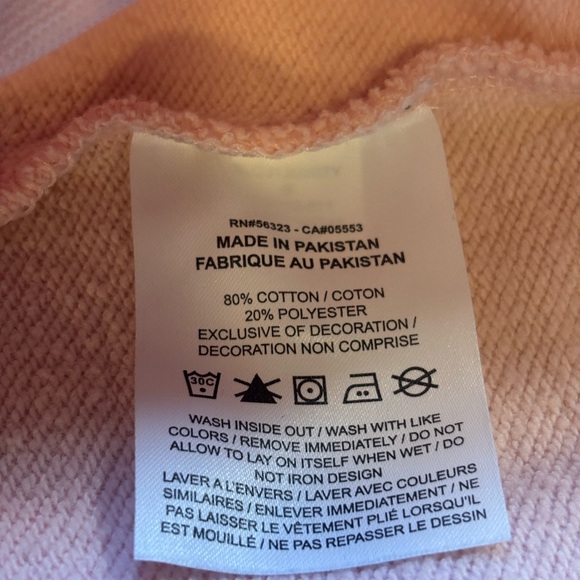 RN#56323 - CA#05553
MADE IN PAKISTAN
FABRIQUE AU PAKISTAN
80% COTTON / COTON
20% POLYESTER
EXCLUSIVE OF DECORATION /
DECORATION NON COMPRISE
30C
WASH INSIDE OUT / WASH WITH LIKE
COLORS / REMOVE IMMEDIATELY / DO NOT
ALLOW TO LAY ON ITSELF WHEN WET / DO
NOT IRON DESIGN
LAVER A L'ENVERS / LAVER AVEC COULEURS
SIMILAIRES / ENLEVER IMMEDIATEMENT / NE
PAS LAISSER LE VÊTEMENT PLIÉ LORSQU'IL
EST MOUILLÉ / NE PAS REPASSER LE DESSIN